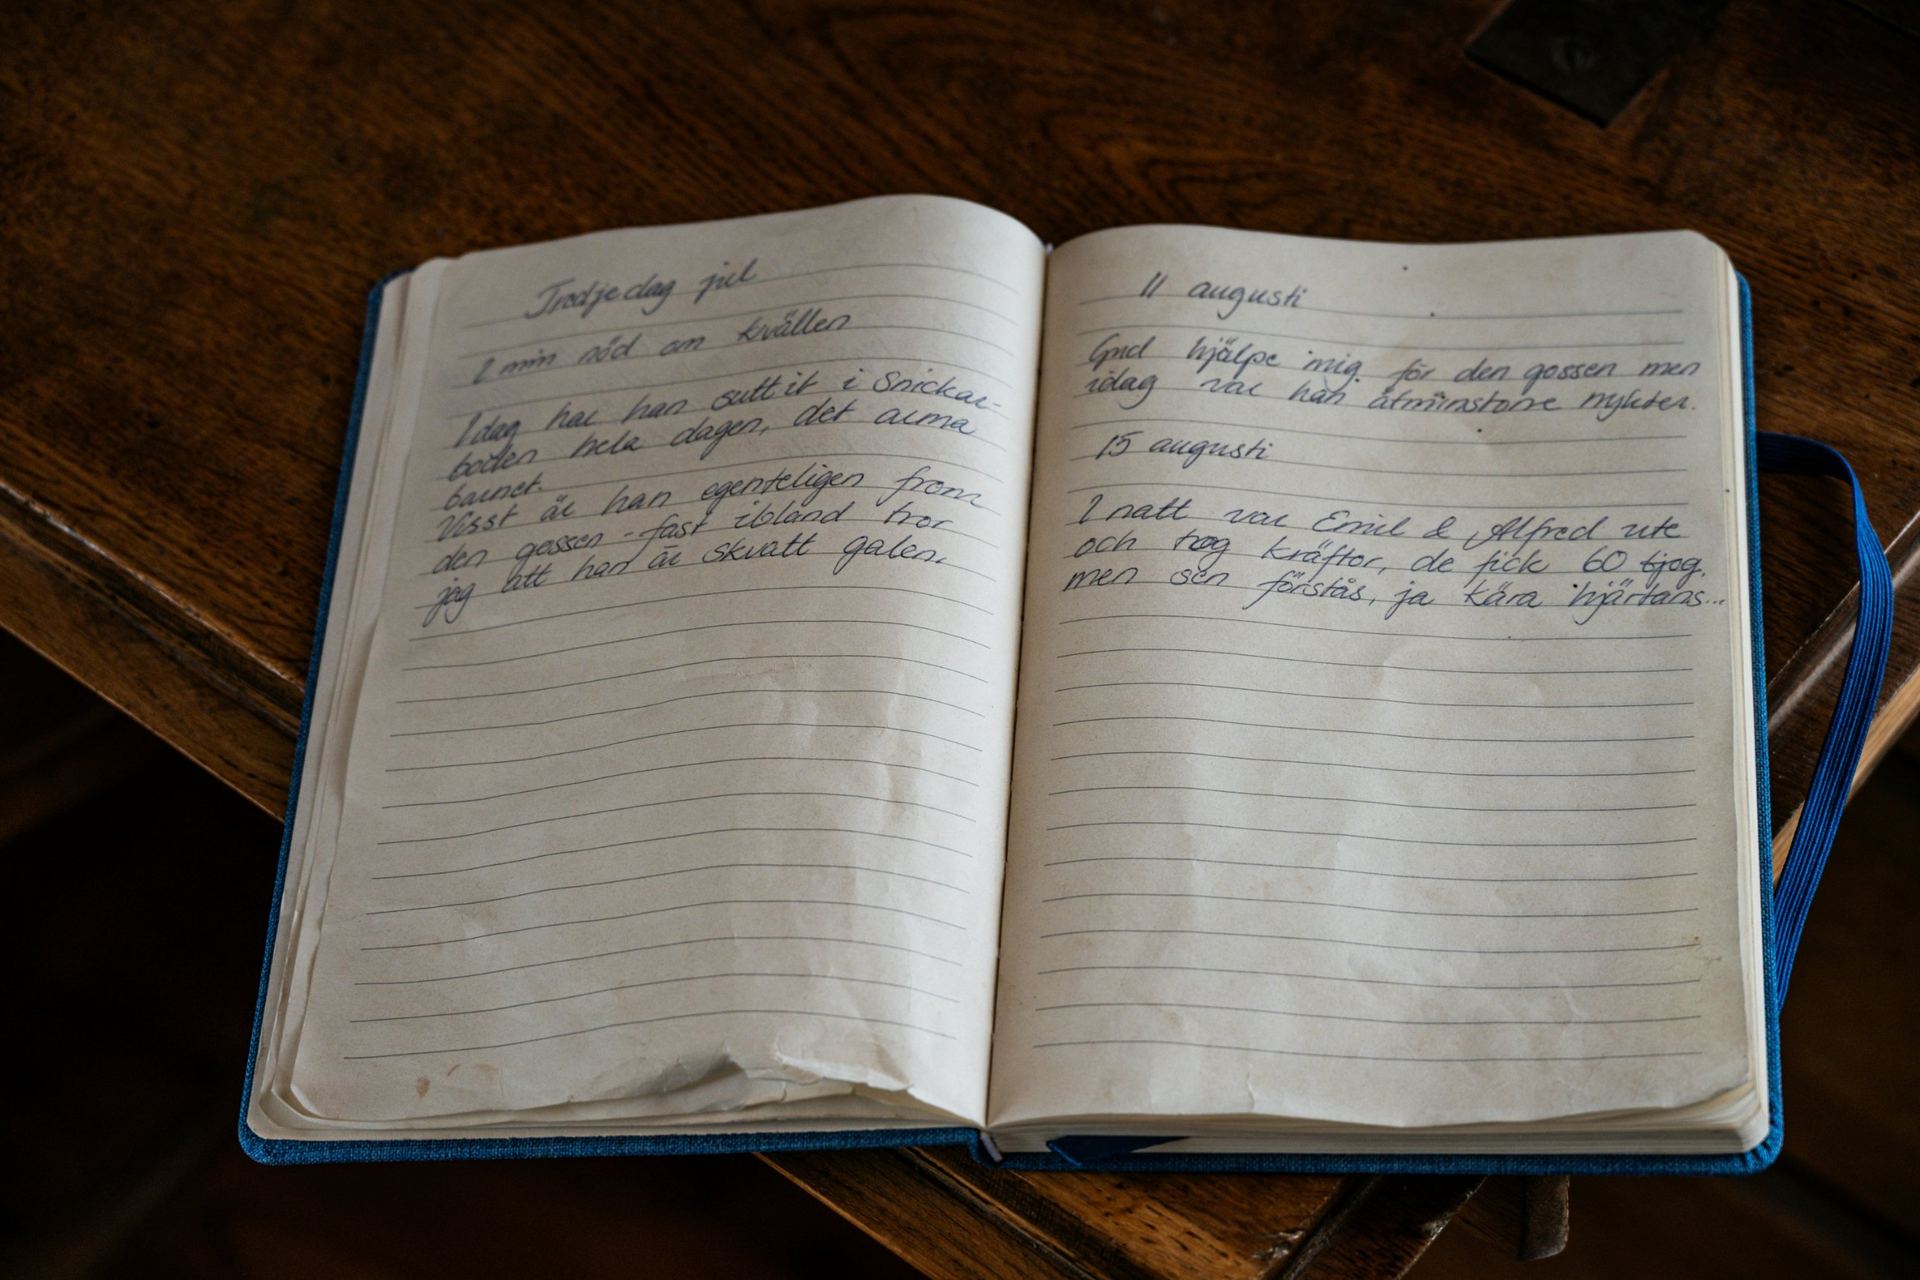 Tredjedag jul
I min nöd om kvällen
Idag har han suttit i Snickar-
boden hela dagen, det arma
barnet.
Visst är han egenteligen from
den gossen - fast ibland tror
jag att han är skvatt galen.
11 augusti
Gud hjälpe mig för den gossen men
idag var han åtminstone nykter.
15 augusti
I natt var Emil & Alfred ute
och tog kräftor, de fick 60 tjog.
men sen förstås, ja kära hjärtans...